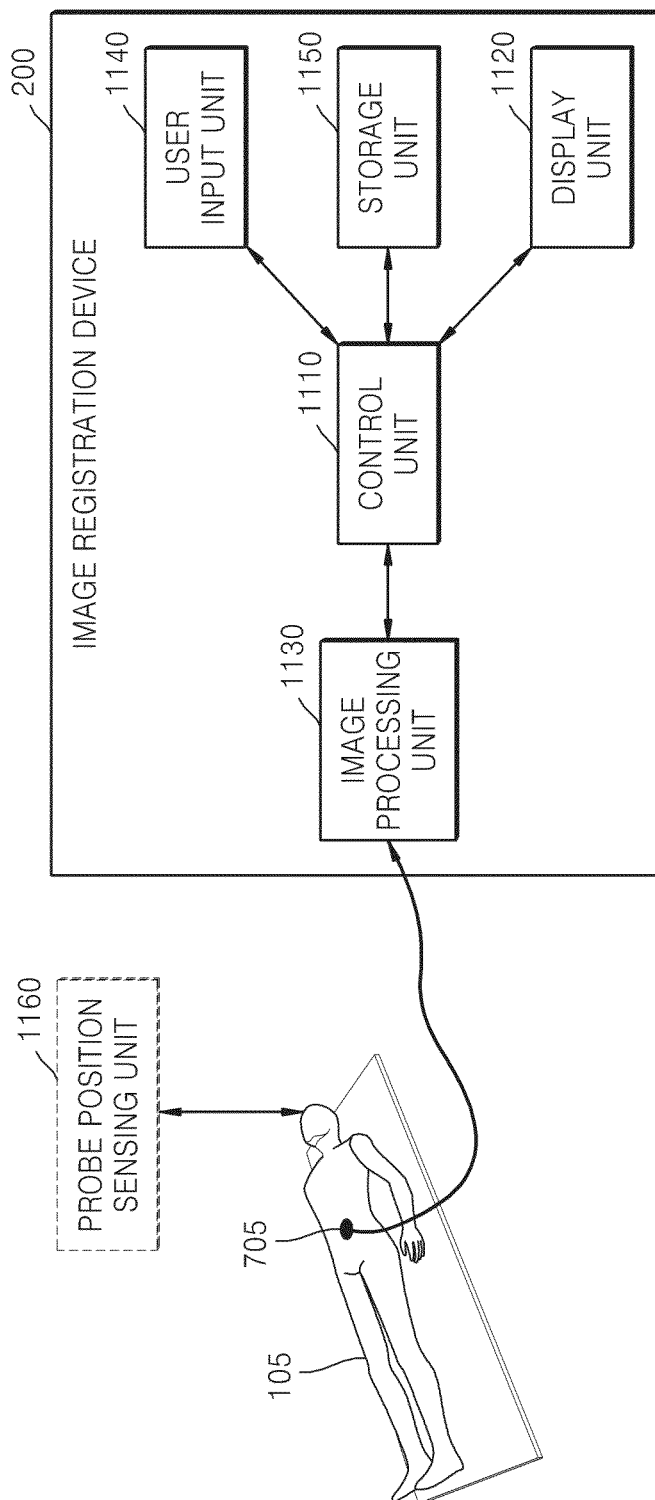 200
IMAGE REGISTRATION DEVICE
1140
USER
INPUT UNIT
1150
STORAGE
UNIT
1120
DISPLAY
UNIT
1110
CONTROL
UNIT
1130
IMAGE
PROCESSING
UNIT
1160
PROBE POSITION
SENSING UNIT
705
105